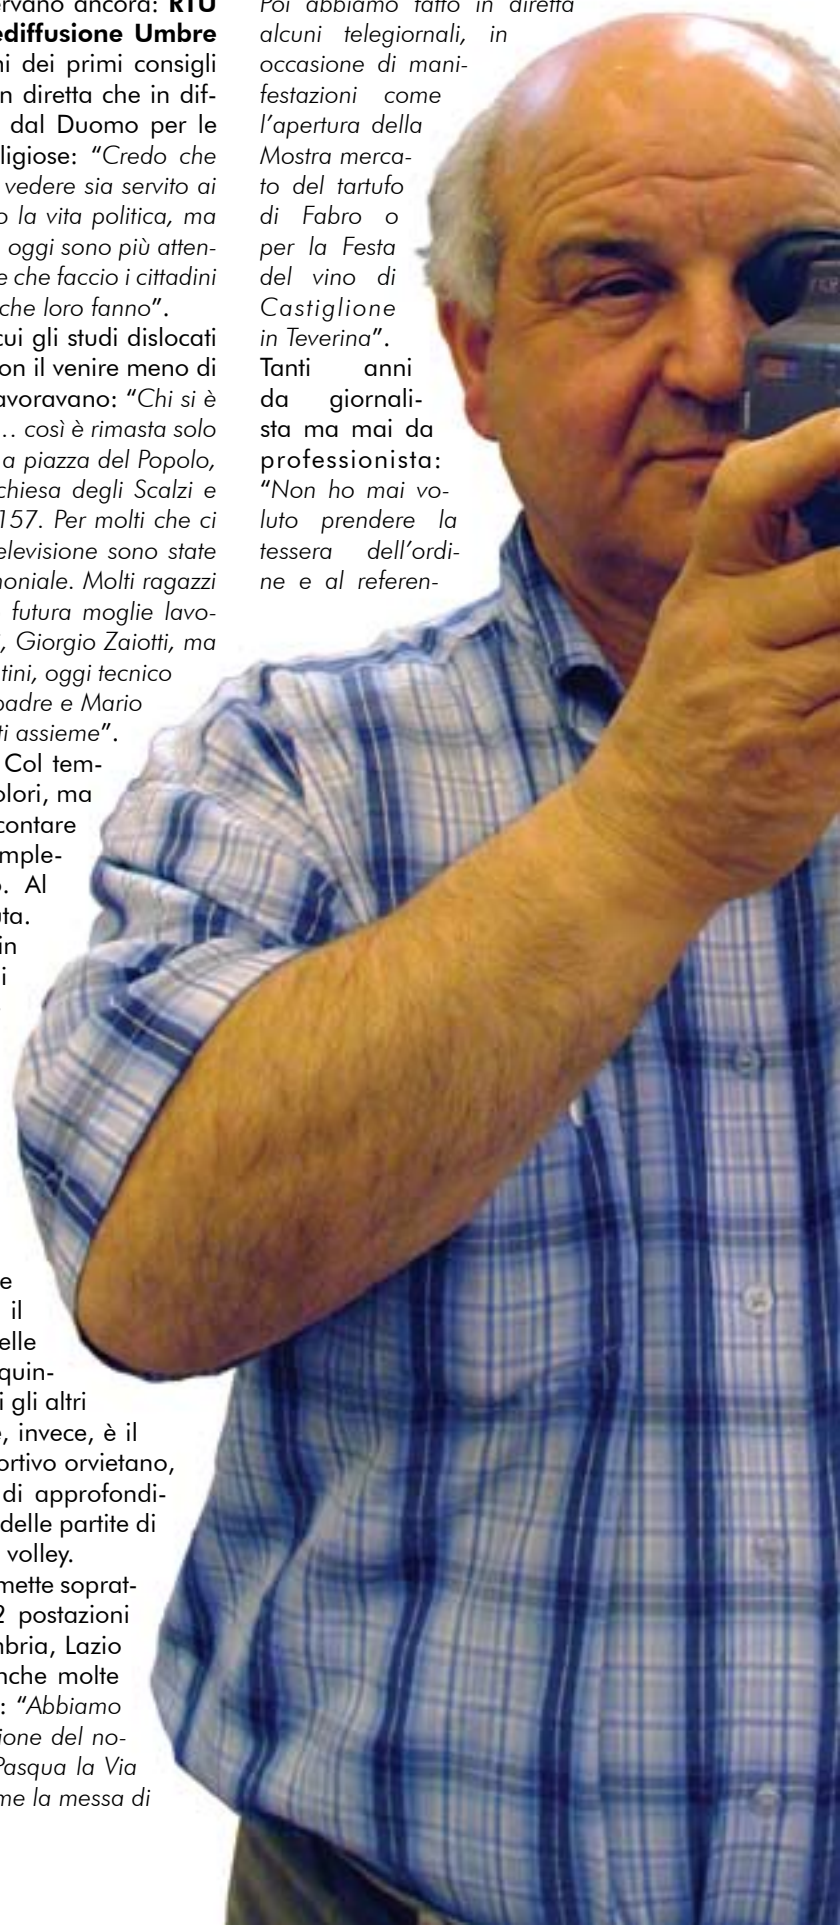 ervano ancora: RTU
ediffusione Umbre
ni dei primi consigli
n diretta che in dif-
dal Duomo per le
ligiose: “Credo che
vedere sia servito ai
o la vita politica, ma
oggi sono più atten-
e che faccio i cittadini
che loro fanno”.
cui gli studi dislocati
on il venire meno di
avoravano: “Chi si è
… così è rimasta solo
a piazza del Popolo,
chiesa degli Scalzi e
157. Per molti che ci
elevisione sono state
moniale. Molti ragazzi
futura moglie lavo-
, Giorgio Zaiotti, ma
tini, oggi tecnico
padre e Mario
ti assieme”.
Col tem-
olori, ma
contare
mple-
o. Al
uta.
in
i
e
il
elle
quin-
i gli altri
e, invece, è il
ortivo orvietano,
di approfondi-
delle partite di
volley.
mette soprat-
2 postazioni
mbria, Lazio
nche molte
: “Abbiamo
ione del no-
Pasqua la Via
me la messa di
Poi abbiamo fatto in diretta
alcuni telegiornali, in
occasione di mani-
festazioni come
l’apertura della
Mostra merca-
to del tartufo
di Fabro o
per la Festa
del vino di
Castiglione
in Teverina”.
Tanti anni
da giornali-
sta ma mai da
professionista:
“Non ho mai vo-
luto prendere la
tessera dell’ordi-
ne e al referen-